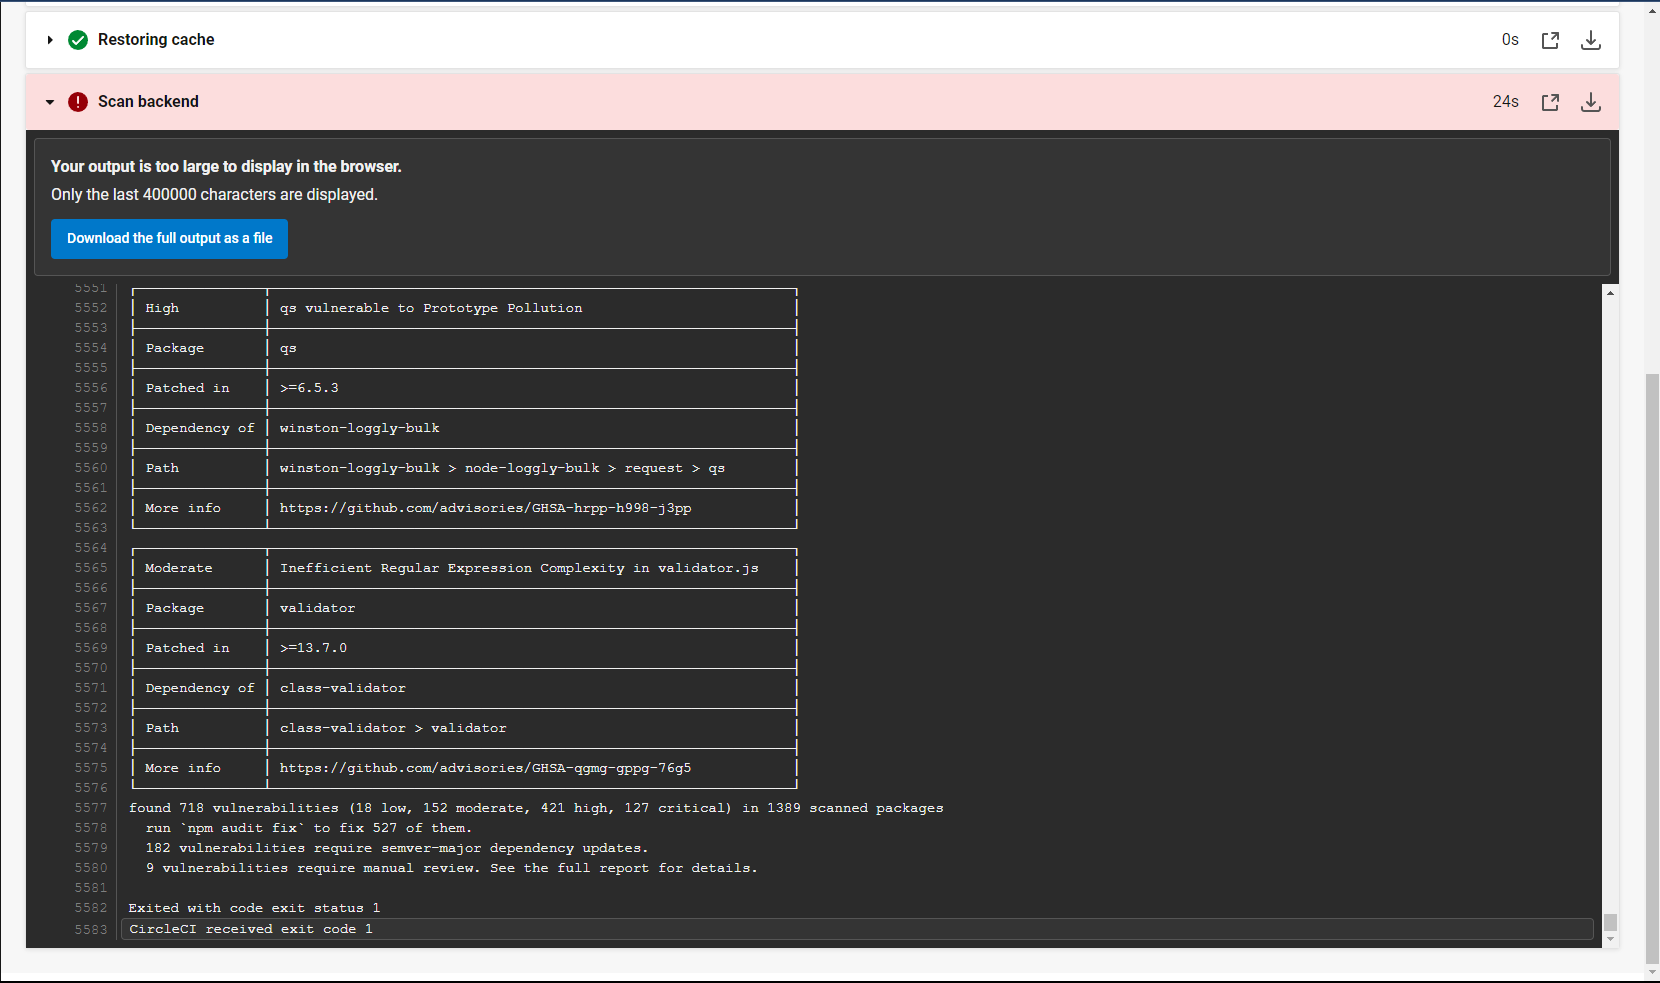 Restoring cache 0s
Scan backend 24s
Your output is too large to display in the browser.
Only the last 400000 characters are displayed.
Download the full output as a file
5551
5552 High qs vulnerable to Prototype Pollution
5553
5554 Package qs
5555
5556 Patched in >=6.5.3
5557
5558 Dependency of winston-loggly-bulk
5559
5560 Path winston-loggly-bulk > node-loggly-bulk > request > qs
5561
5562 More info https://github.com/advisories/GHSA-hrpp-h998-j3pp
5563
5564
5565 Moderate Inefficient Regular Expression Complexity in validator.js
5566
5567 Package validator
5568
5569 Patched in >=13.7.0
5570
5571 Dependency of class-validator
5572
5573 Path class-validator > validator
5574
5575 More info https://github.com/advisories/GHSA-qgmg-gppg-76g5
5576
5577 found 718 vulnerabilities (18 low, 152 moderate, 421 high, 127 critical) in 1389 scanned packages
5578 run `npm audit fix` to fix 527 of them.
5579 182 vulnerabilities require semver-major dependency updates.
5580 9 vulnerabilities require manual review. See the full report for details.
5581
5582 Exited with code exit status 1
5583 CircleCI received exit code 1